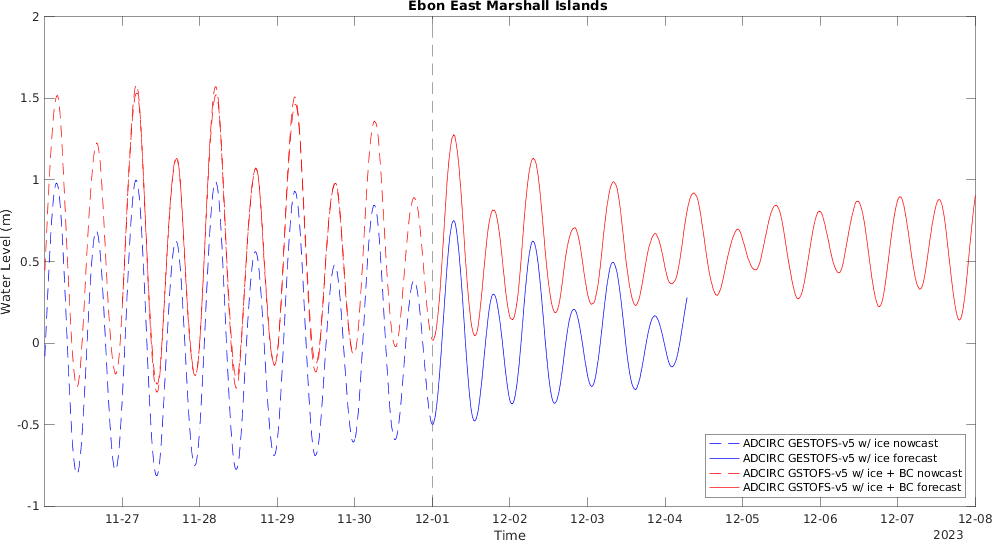 Ebon East Marshall Islands
2
1.5
1
0.5
0
-0.5
-1
Water Level (m)
ADCIRC GESTOFS-v5 w/ ice nowcast
ADCIRC GESTOFS-v5 w/ ice forecast
ADCIRC GSTOFS-v5 w/ ice + BC nowcast
ADCIRC GSTOFS-v5 w/ ice + BC forecast
11-27 11-28 11-29 11-30 12-01 12-02 12-03 12-04 12-05 12-06 12-07 12-08
Time
2023